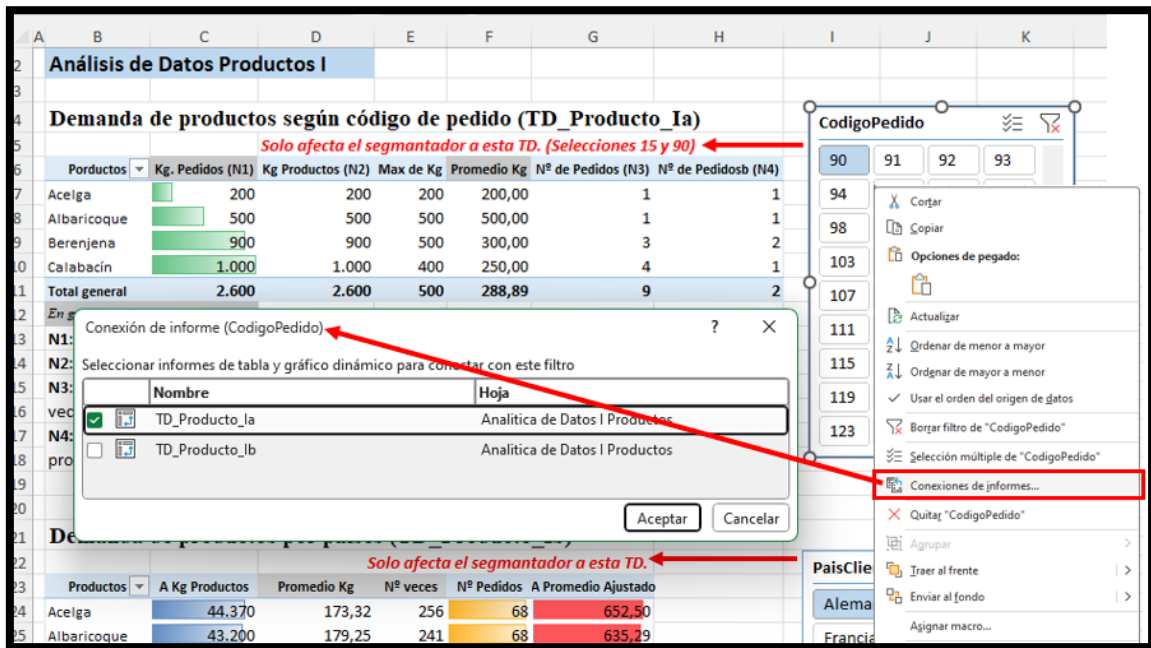 A B C D E F G H I J K
2 Análisis de Datos Productos I
3
4 Demanda de productos según código de pedido (TD_Producto_Ia) CodigoPedido
5 Solo afecta el segmantador a esta TD. (Selecciones 15 y 90)
6 Porductos Kg. Pedidos (N1) Kg Productos (N2) Max de Kg Promedio Kg Nº de Pedidos (N3) Nº de Pedidosb (N4) 90 91 92 93
7 Acelga 200 200 200 200,00 1 1 94
8 Albaricoque 500 500 500 500,00 1 1 98
9 Berenjena 900 900 500 300,00 3 2 103
10 Calabacín 1.000 1.000 400 250,00 4 1
11 Total general 2.600 2.600 500 288,89 9 2 107
12 En g
13 N1: 111
14 N2: 115
15 N3: 119
16 vec
17 N4: 123
18 pro
19
20
Conexión de informe (CodigoPedido) ?
Seleccionar informes de tabla y gráfico dinámico para conectar con este filtro
Nombre Hoja
TD_Producto_Ia Analitica de Datos I Productos
TD_Producto_Ib Analitica de Datos I Productos
Aceptar Cancelar
Cortar
Copiar
Opciones de pegado:
Actualizar
Ordenar de menor a mayor
Ordenar de mayor a menor
Usar el orden del origen de datos
Borrar filtro de "CodigoPedido"
Selección múltiple de "CodigoPedido"
Conexiones de informes...
Quitar "CodigoPedido"
Agrupar
Traer al frente
Enviar al fondo
Asignar macro...
21
22 Solo afecta el segmantador a esta TD. PaisClie
23 Productos A Kg Productos Promedio Kg Nº veces Nº Pedidos A Promedio Ajustado
24 Acelga 44.370 173,32 256 68 652,50 Alema
25 Albaricoque 43.200 179,25 241 68 635,29 Francia